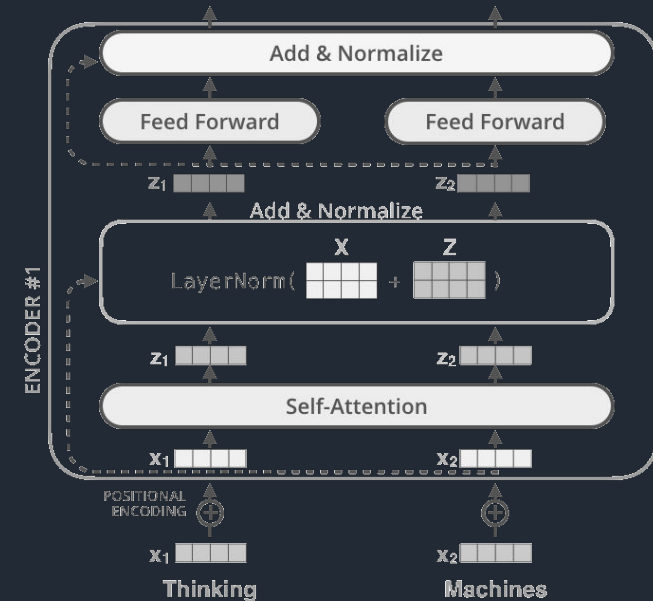 Add & Normalize
Feed Forward Feed Forward
z1 z2
Add & Normalize
X Z
LayerNorm( + )
ENCODER #1
z1 z2
Self-Attention
x1 x2
POSITIONAL
ENCODING
x1 x2
Thinking Machines